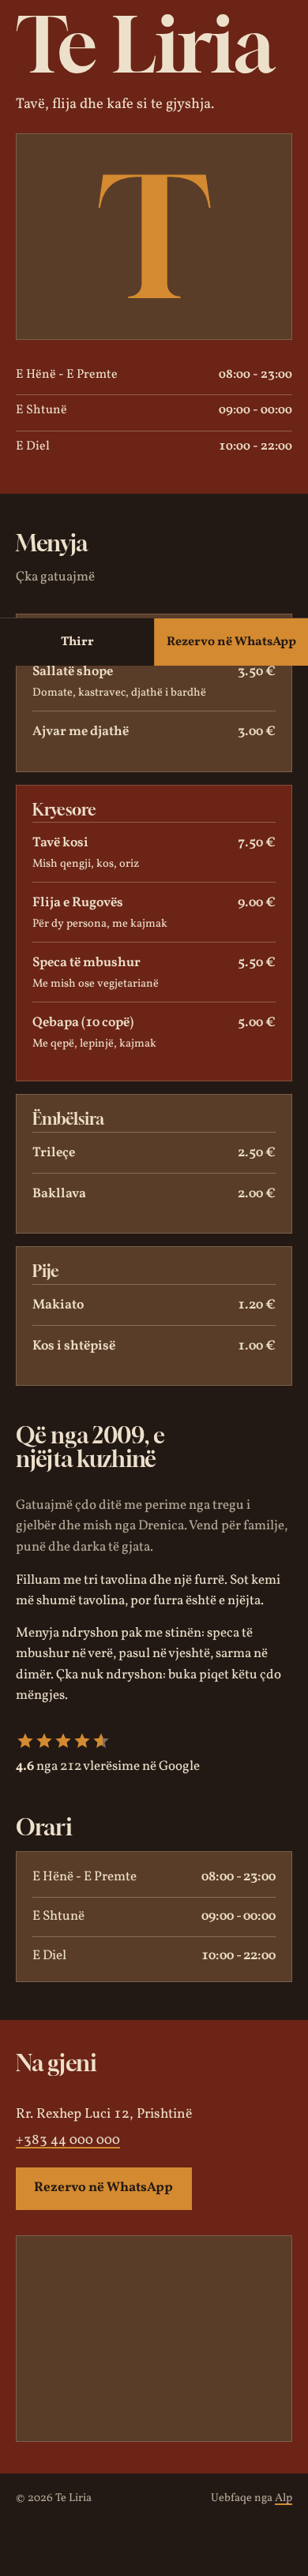 Te Liria
Tavë, flija dhe kafe si te gjyshja.
T
E Hënë - E Premte 08:00 - 23:00
E Shtunë 09:00 - 00:00
E Diel 10:00 - 22:00
Menyja
Çka gatuajmë
Thirr Rezervo në WhatsApp
Sallatë shope 3.50 €
Domate, kastravec, djathë i bardhë
Ajvar me djathë 3.00 €
Kryesore
Tavë kosi 7.50 €
Mish qengji, kos, oriz
Flija e Rugovës 9.00 €
Për dy persona, me kajmak
Speca të mbushur 5.50 €
Me mish ose vegjetarianë
Qebapa (10 copë) 5.00 €
Me qepë, lepinjë, kajmak
Ëmbëlsira
Trileçe 2.50 €
Bakllava 2.00 €
Pije
Makiato 1.20 €
Kos i shtëpisë 1.00 €
Që nga 2009, e
njëjta kuzhinë
Gatuajmë çdo ditë me perime nga tregu i
gjelbër dhe mish nga Drenica. Vend për familje,
punë dhe darka të gjata.
Filluam me tri tavolina dhe një furrë. Sot kemi
më shumë tavolina, por furra është e njëjta.
Menyja ndryshon pak me stinën: speca të
mbushur në verë, pasul në vjeshtë, sarma në
dimër. Çka nuk ndryshon: buka piqet këtu çdo
mëngjes.
4.6 nga 212 vlerësime në Google
Orari
E Hënë - E Premte 08:00 - 23:00
E Shtunë 09:00 - 00:00
E Diel 10:00 - 22:00
Na gjeni
Rr. Rexhep Luci 12, Prishtinë
+383 44 000 000
Rezervo në WhatsApp
© 2026 Te Liria Uebfaqe nga Alp